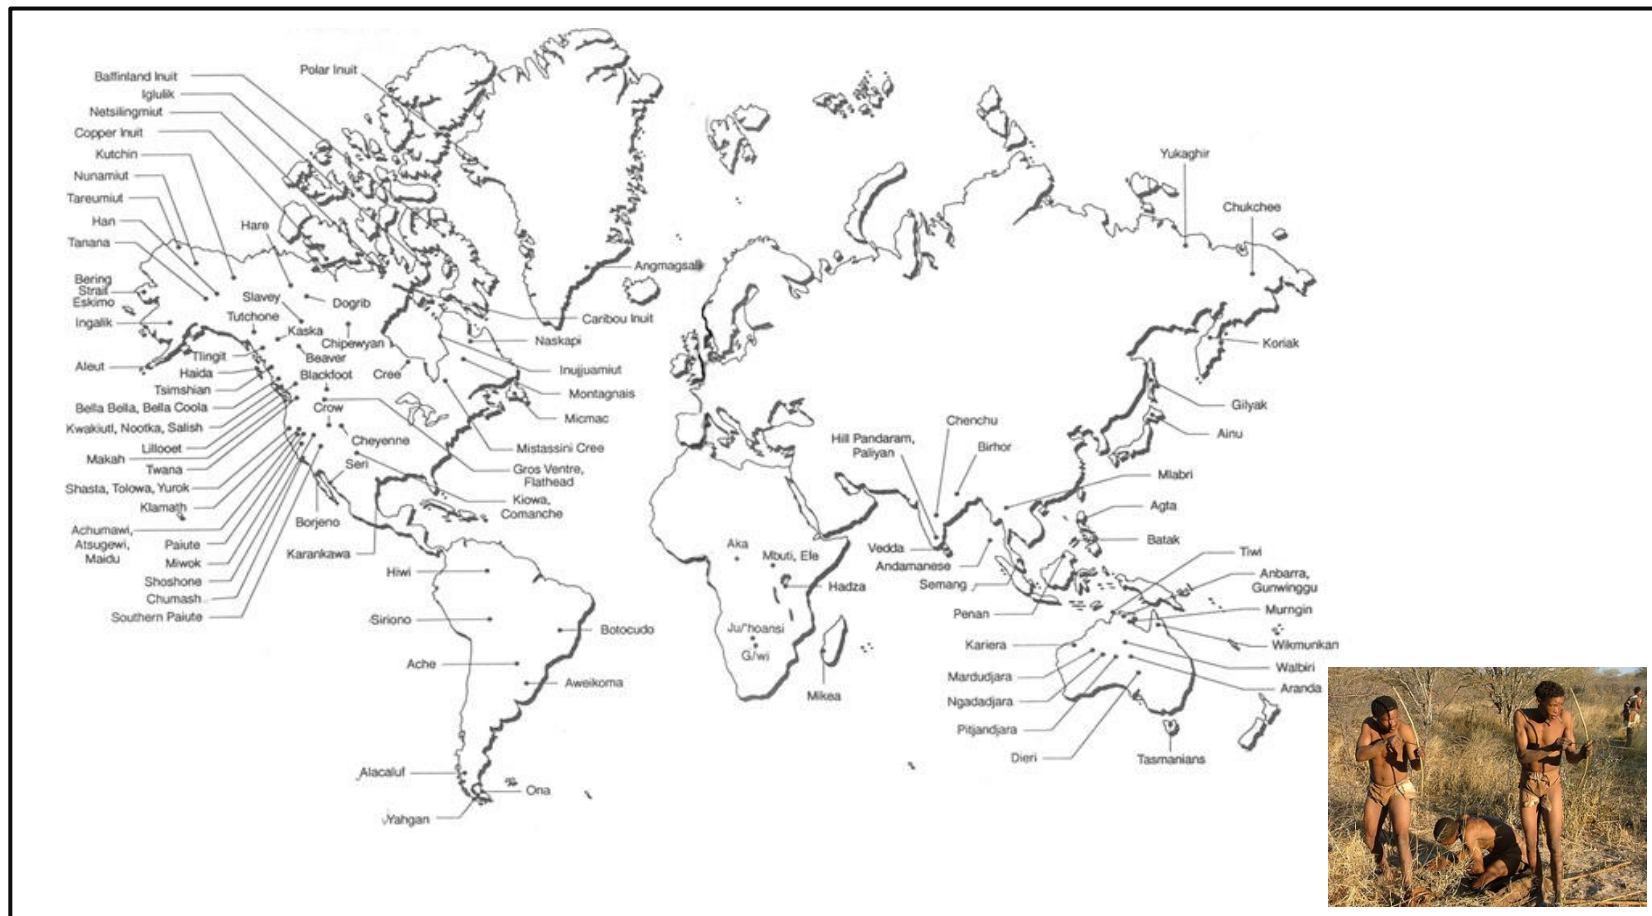 Baffinland Inuit
Polar Inuit
Iglulik
Netsilingmiut
Copper Inuit
Kutchin
Nunamiut
Tareumiut
Han
Hare
Tanana
Bering
Strait
Eskimo
Slavey
Dogrib
Tutchone
Ingalik
Kaska
Chipewyan
Tlingit
Beaver
Aleut
Haida
Blackfoot
Cree
Tsimshian
Bella Bella, Bella Coola
Crow
Kwakiutl, Nootka, Salish
Cheyenne
Lillooet
Makah
Seri
Twana
Shasta, Tolowa, Yurok
Klamath
Borjeno
Achumawi,
Atsugewi,
Maidu
Paiute
Karankawa
Miwok
Shoshone
Chumash
Southern Paiute
Angmagsalik
Caribou Inuit
Naskapi
Inujjuamiut
Montagnais
Micmac
Mistassini Cree
Gros Ventre,
Flathead
Kiowa,
Comanche
Hiwi
Siriono
Botocudo
Ache
Aweikoma
Alacaluf
Ona
Yahgan
Aka
Mbuti, Efe
Hadza
Ju/'hoansi
G/wi
Mikea
Yukaghir
Chukchee
Koriak
Gilyak
Ainu
Chenchu
Hill Pandaram,
Paliyan
Birhor
Mlabri
Agta
Batak
Vedda
Andamanese
Semang
Penan
Tiwi
Anbarra,
Gunwinggu
Murngin
Kariera
Wikmunkan
Walbiri
Mardudjara
Aranda
Ngadadjara
Pitjandjara
Dieri
Tasmanians